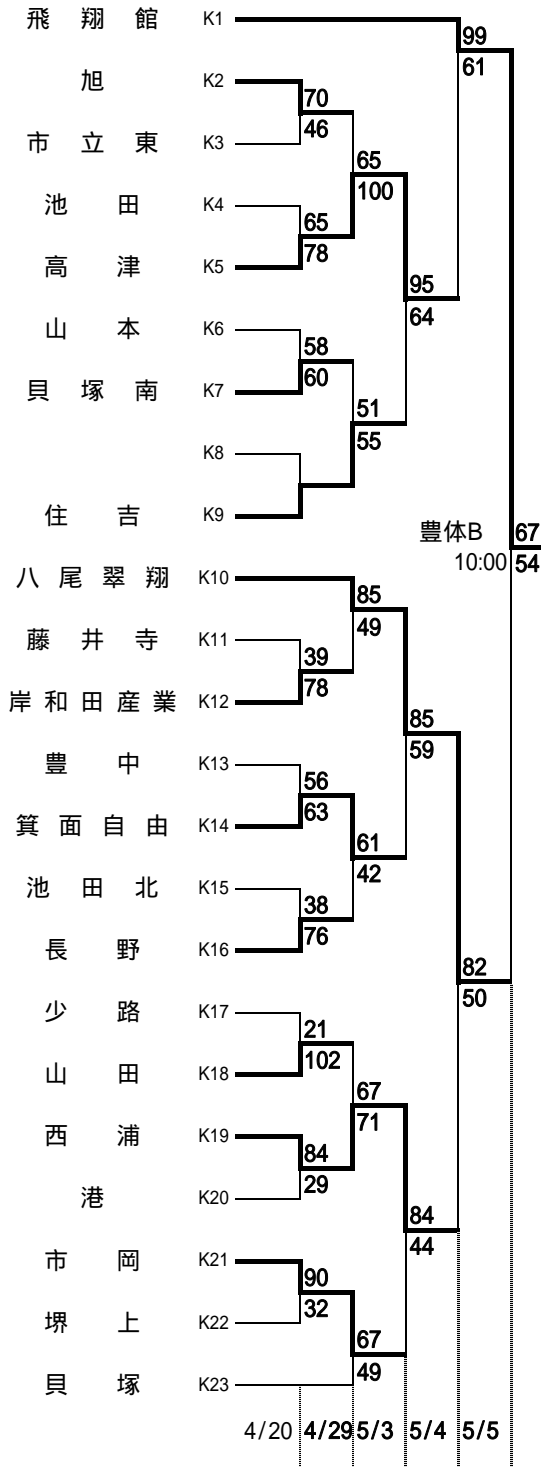 飛翔館 K1
99
61
旭 K2
70
46
市立東 K3
65
100
池田 K4
65
78
高津 K5
95
64
山本 K6
58
60
貝塚南 K7
51
55
K8
住吉 K9
豊体B 67
10:00 54
八尾翠翔 K10
85
49
藤井寺 K11
39
78
岸和田産業 K12
85
59
豊中 K13
56
63
箕面自由 K14
61
42
池田北 K15
38
76
長野 K16
82
50
少路 K17
21
102
山田 K18
67
71
西浦 K19
84
29
港 K20
84
44
市岡 K21
90
32
堺上 K22
67
49
貝塚 K23
4/20 4/29 5/3 5/4 5/5